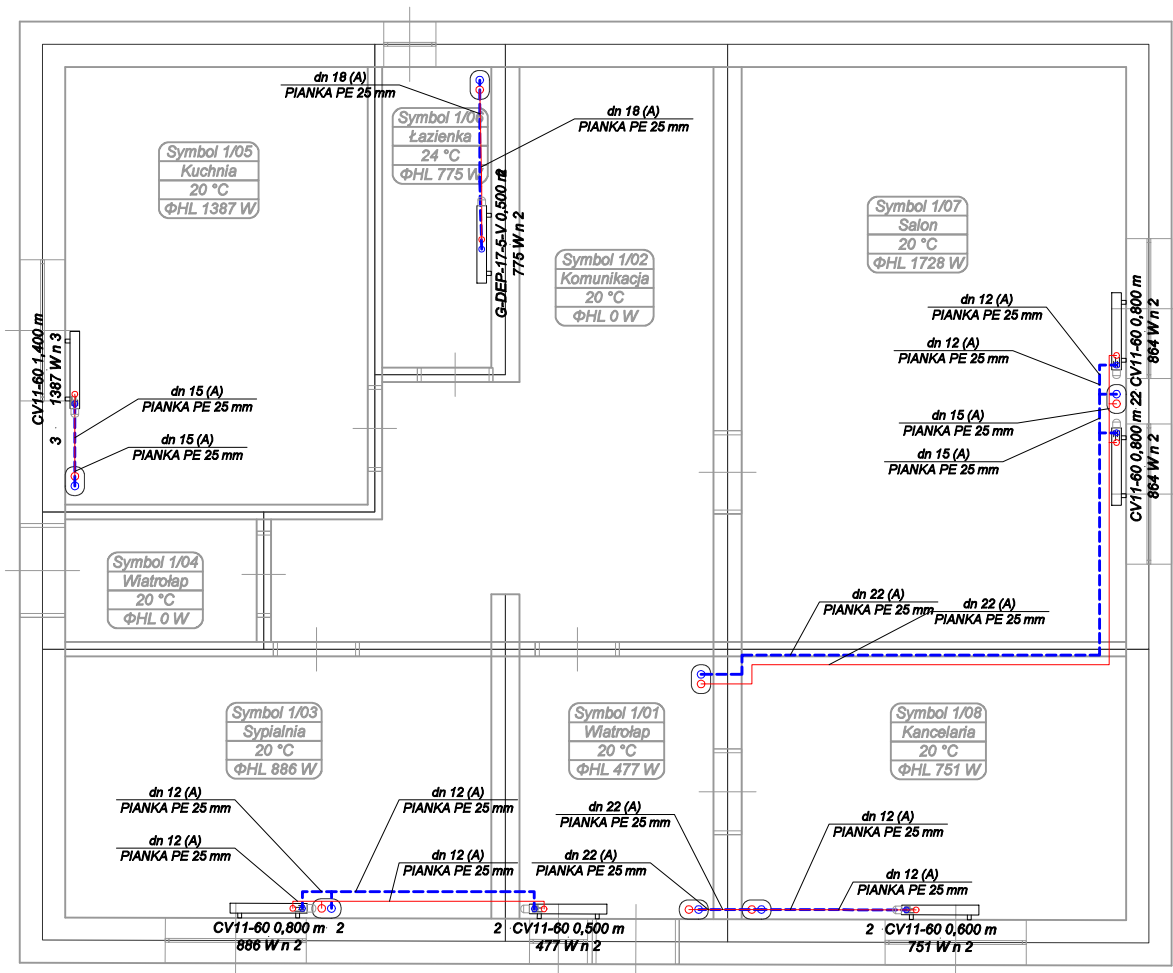 dn 18 (A)
PIANKA PE 25 mm
dn 18 (A)
PIANKA PE 25 mm
Symbol 1/06
Łazienka
24 °C
ΦHL 775 W
Symbol 1/05
Kuchnia
20 °C
ΦHL 1387 W
G-DEP-17-5-V 0,500 m
775 W n 2
Symbol 1/02
Komunikacja
20 °C
ΦHL 0 W
Symbol 1/07
Salon
20 °C
ΦHL 1728 W
dn 12 (A)
PIANKA PE 25 mm
dn 12 (A)
PIANKA PE 25 mm
CV11-60 0,800 m
864 W n 2
CV11-60 1,400 m
1387 W n 3
3
dn 15 (A)
PIANKA PE 25 mm
dn 15 (A)
PIANKA PE 25 mm
dn 15 (A)
PIANKA PE 25 mm
dn 15 (A)
PIANKA PE 25 mm
22
CV11-60 0,800 m
864 W n 2
Symbol 1/04
Wiatrołap
20 °C
ΦHL 0 W
dn 22 (A)
PIANKA PE 25 mm
dn 22 (A)
PIANKA PE 25 mm
Symbol 1/03
Sypialnia
20 °C
ΦHL 886 W
Symbol 1/01
Wiatrołap
20 °C
ΦHL 477 W
Symbol 1/08
Kancelaria
20 °C
ΦHL 751 W
dn 12 (A)
PIANKA PE 25 mm
dn 12 (A)
PIANKA PE 25 mm
dn 22 (A)
PIANKA PE 25 mm
dn 12 (A)
PIANKA PE 25 mm
dn 12 (A)
PIANKA PE 25 mm
dn 12 (A)
PIANKA PE 25 mm
dn 22 (A)
PIANKA PE 25 mm
dn 12 (A)
PIANKA PE 25 mm
CV11-60 0,800 m 2
886 W n 2
2 CV11-60 0,500 m
477 W n 2
2 CV11-60 0,600 m
751 W n 2